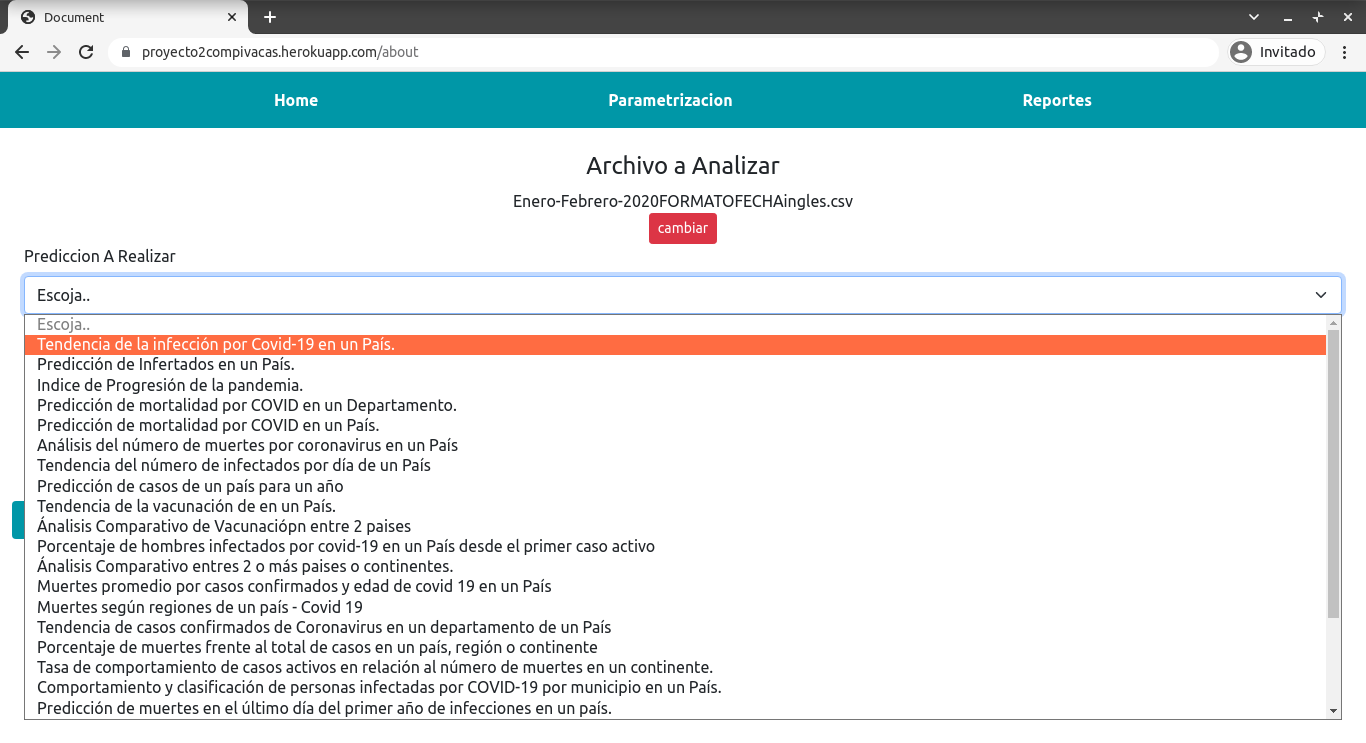 Document
proyecto2compivacas.herokuapp.com/about
Invitado
Home
Parametrizacion
Reportes
Archivo a Analizar
Enero-Febrero-2020FORMATOFECHAingles.csv
cambiar
Prediccion A Realizar
Escoja..
Escoja..
Tendencia de la infección por Covid-19 en un País.
Predicción de Infertados en un País.
Indice de Progresión de la pandemia.
Predicción de mortalidad por COVID en un Departamento.
Predicción de mortalidad por COVID en un País.
Análisis del número de muertes por coronavirus en un País
Tendencia del número de infectados por día de un País
Predicción de casos de un país para un año
Tendencia de la vacunación de en un País.
Ánalisis Comparativo de Vacunaciópn entre 2 paises
Porcentaje de hombres infectados por covid-19 en un País desde el primer caso activo
Ánalisis Comparativo entres 2 o más paises o continentes.
Muertes promedio por casos confirmados y edad de covid 19 en un País
Muertes según regiones de un país - Covid 19
Tendencia de casos confirmados de Coronavirus en un departamento de un País
Porcentaje de muertes frente al total de casos en un país, región o continente
Tasa de comportamiento de casos activos en relación al número de muertes en un continente.
Comportamiento y clasificación de personas infectadas por COVID-19 por municipio en un País.
Predicción de muertes en el último día del primer año de infecciones en un país.